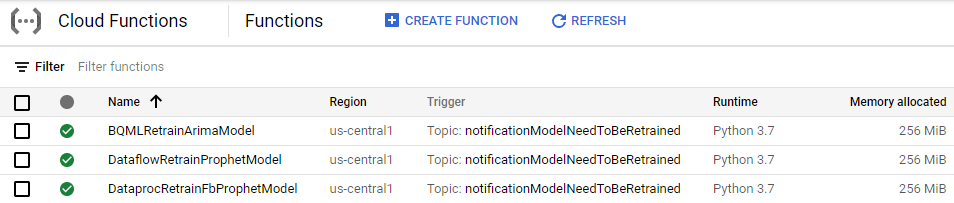 Cloud Functions Functions CREATE FUNCTION REFRESH
Filter Filter functions
Name Region Trigger Runtime Memory allocated
BQMLRetrainArimaModel us-central1 Topic: notificationModelNeedToBeRetrained Python 3.7 256 MiB
DataflowRetrainProphetModel us-central1 Topic: notificationModelNeedToBeRetrained Python 3.7 256 MiB
DataprocRetrainFbProphetModel us-central1 Topic: notificationModelNeedToBeRetrained Python 3.7 256 MiB